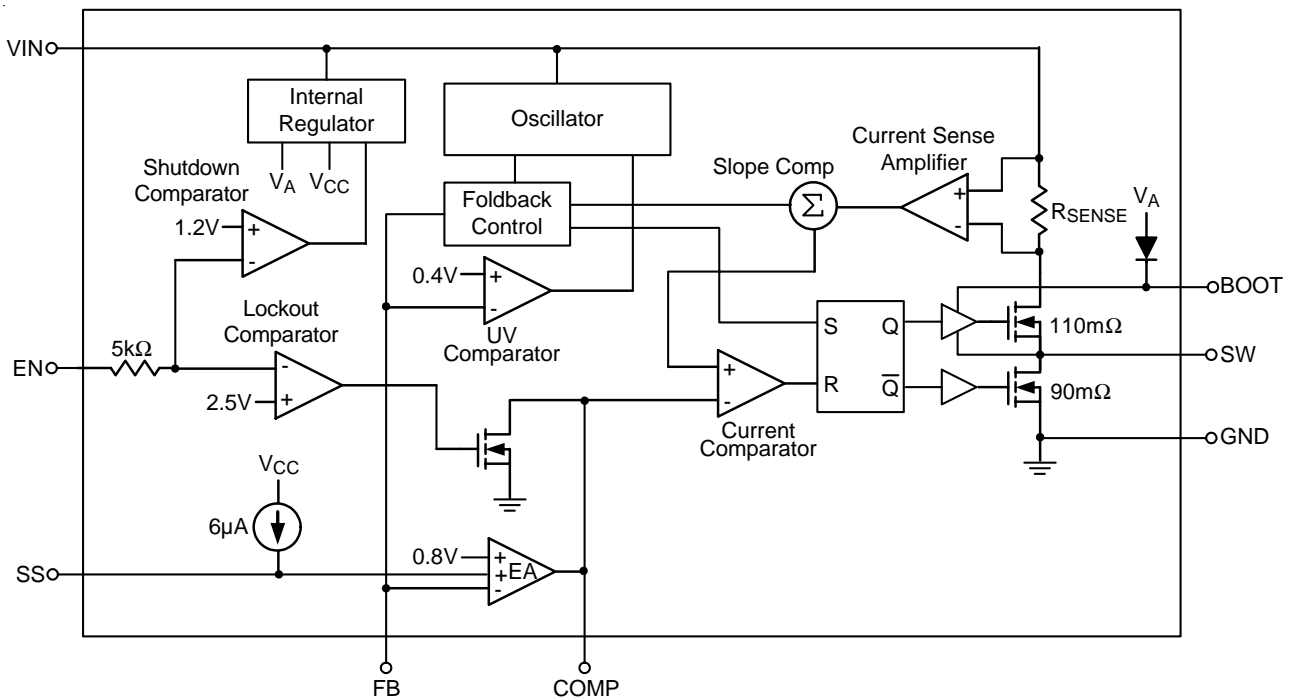 VIN
Internal
Regulator
Oscillator
Shutdown
Comparator
VA
VCC
Foldback
Control
Slope Comp
Σ
Current Sense
Amplifier
+
-
RSENSE
VA
1.2V
+
-
0.4V
+
-
UV
Comparator
BOOT
Lockout
Comparator
S
Q
110mΩ
SW
EN
5kΩ
-
2.5V
+
+
-
Current
Comparator
R
Q̅
90mΩ
GND
VCC
6µA
0.8V
+
SS
+
EA
-
FB
COMP